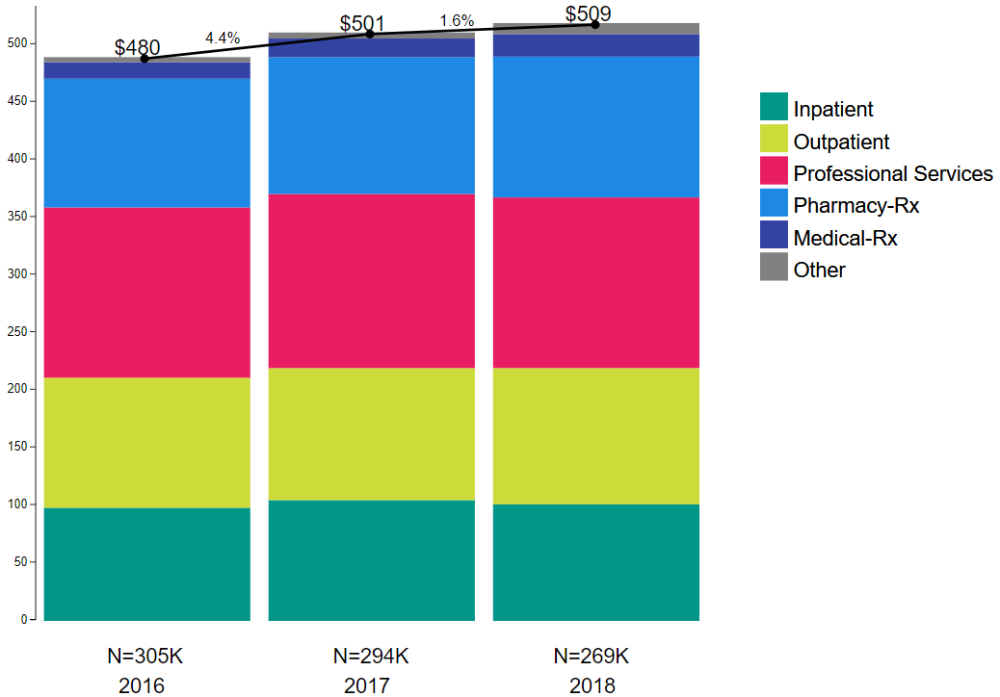 $480
4.4%
$501
1.6%
$509
500
450
400
350
300
250
200
150
100
50
0
Inpatient
Outpatient
Professional Services
Pharmacy-Rx
Medical-Rx
Other
N=305K
N=294K
N=269K
2016
2017
2018